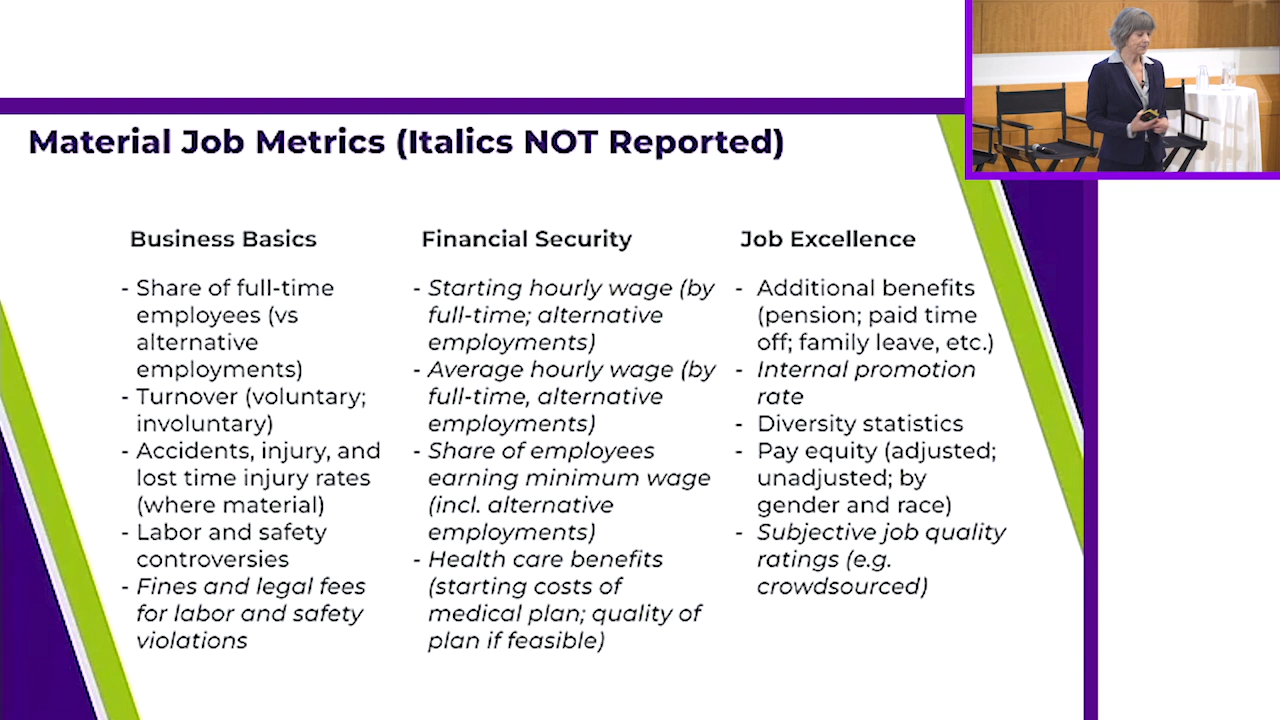 Material Job Metrics (Italics NOT Reported)
Business Basics
- Share of full-time
employees (vs
alternative
employments)
- Turnover (voluntary;
involuntary)
- Accidents, injury, and
lost time injury rates
(where material)
- Labor and safety
controversies
- Fines and legal fees
for labor and safety
violations
Financial Security
- Starting hourly wage (by
full-time; alternative
employments)
- Average hourly wage (by
full-time, alternative
employments)
- Share of employees
earning minimum wage
(incl. alternative
employments)
- Health care benefits
(starting costs of
medical plan; quality of
plan if feasible)
Job Excellence
- Additional benefits
(pension; paid time
off; family leave, etc.)
- Internal promotion
rate
- Diversity statistics
- Pay equity (adjusted;
unadjusted; by
gender and race)
- Subjective job quality
ratings (e.g.
crowdsourced)